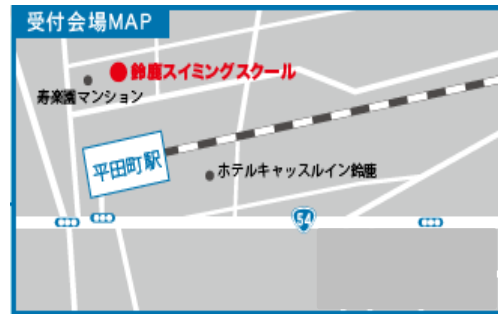 受付会場MAP
鈴鹿スイミングスクール
寿楽園マンション
平田町駅
ホテルキャッスルイン鈴鹿
54